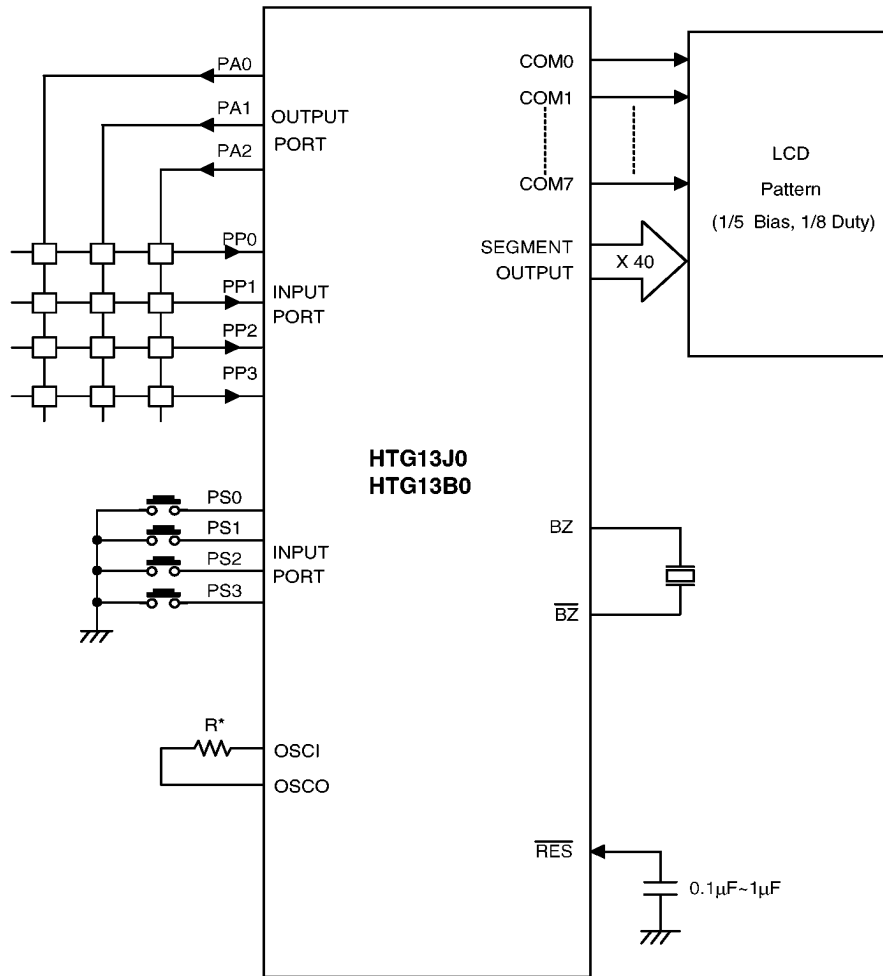 PA0
PA1
PA2
OUTPUT
PORT
PP0
PP1
PP2
PP3
INPUT
PORT
COM0
COM1
COM7
SEGMENT
OUTPUT
X 40
LCD
Pattern
(1/5 Bias, 1/8 Duty)
HTG13J0
HTG13B0
PS0
PS1
PS2
PS3
INPUT
PORT
BZ
B̅Z̅
R*
OSCI
OSCO
R̅E̅S̅
0.1µF~1µF